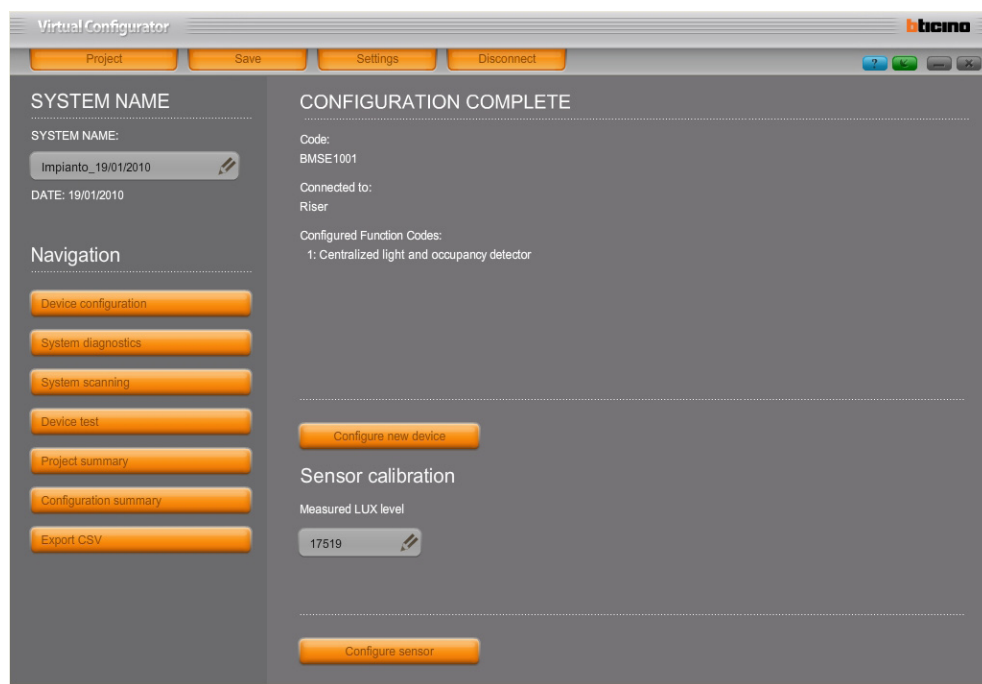 Virtual Configurator
bticino
Project
Save
Settings
Disconnect
?
SYSTEM NAME
SYSTEM NAME:
Impianto_19/01/2010
DATE: 19/01/2010
Navigation
Device configuration
System diagnostics
System scanning
Device test
Project summary
Configuration summary
Export CSV
CONFIGURATION COMPLETE
Code:
BMSE1001
Connected to:
Riser
Configured Function Codes:
1: Centralized light and occupancy detector
Configure new device
Sensor calibration
Measured LUX level
17519
Configure sensor